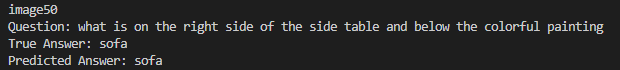 image50
Question: what is on the right side of the side table and below the colorful painting
True Answer: sofa
Predicted Answer: sofa